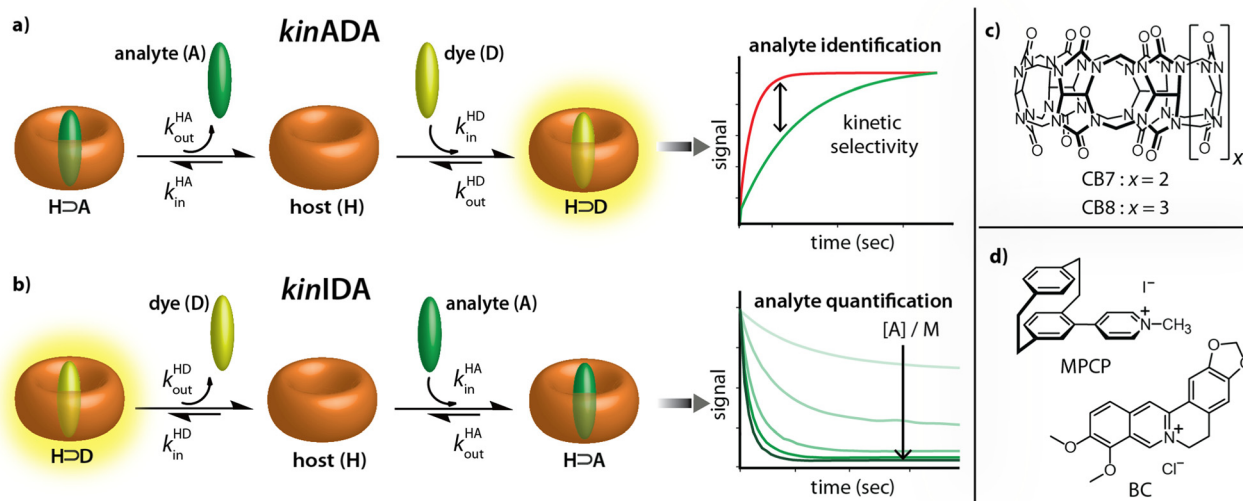 a)
kinADA
analyte (A)
dye (D)
k_out^HA
k_in^HA
k_in^HD
k_out^HD
H⊃A
host (H)
H⊃D
analyte identification
signal
kinetic
selectivity
time (sec)
b)
kinIDA
dye (D)
analyte (A)
k_out^HD
k_in^HD
k_in^HA
k_out^HA
H⊃D
host (H)
H⊃A
analyte quantification
[A] / M
signal
time (sec)
c)
O O O O
N N N N N N N N
N N N N N N N N
O O O O
x
CB7 : x = 2
CB8 : x = 3
d)
I⁻
+
N–CH₃
MPCP
O
O
N⁺
O
O
Cl⁻
BC